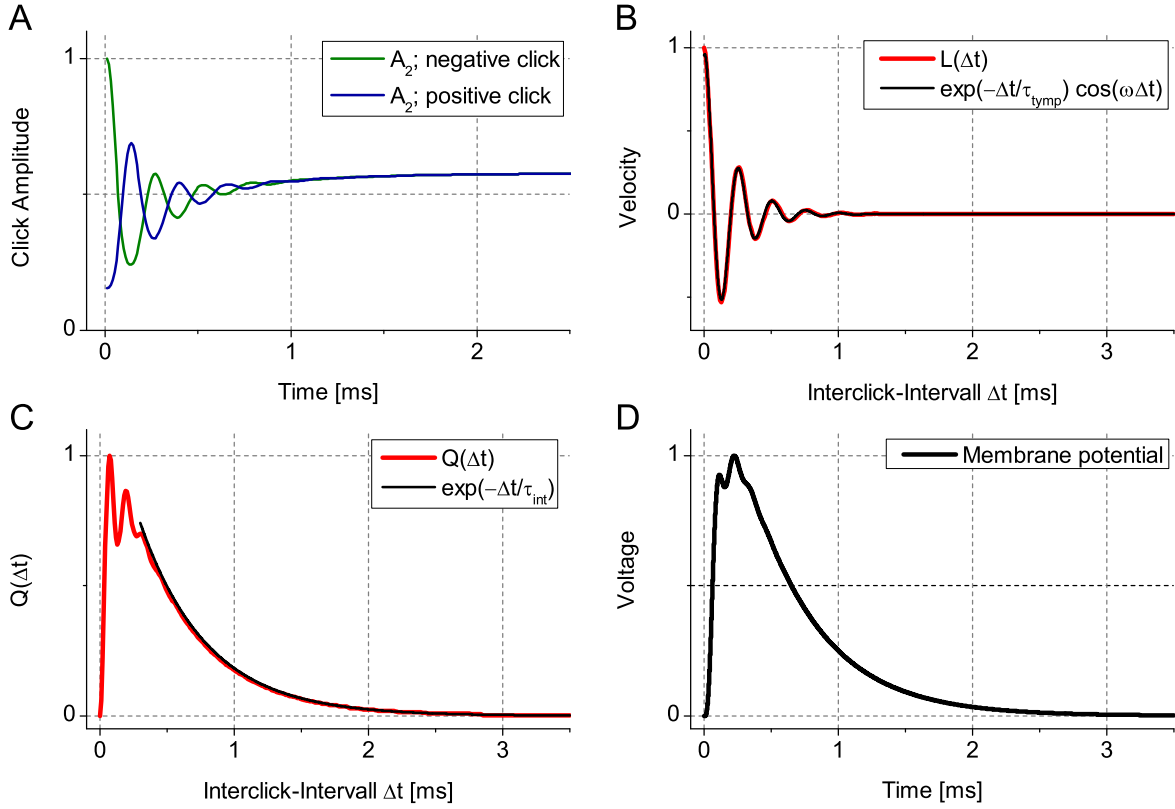 A
A₂; negative click
A₂; positive click
Click Amplitude
1
0
0 1 2
Time [ms]
B
L(Δt)
exp(−Δt/τtymp) cos(ωΔt)
Velocity
1
0
0 1 2 3
Interclick-Intervall Δt [ms]
C
Q(Δt)
exp(−Δt/τint)
Q(Δt)
1
0
0 1 2 3
Interclick-Intervall Δt [ms]
D
Membrane potential
Voltage
1
0
0 1 2 3
Time [ms]